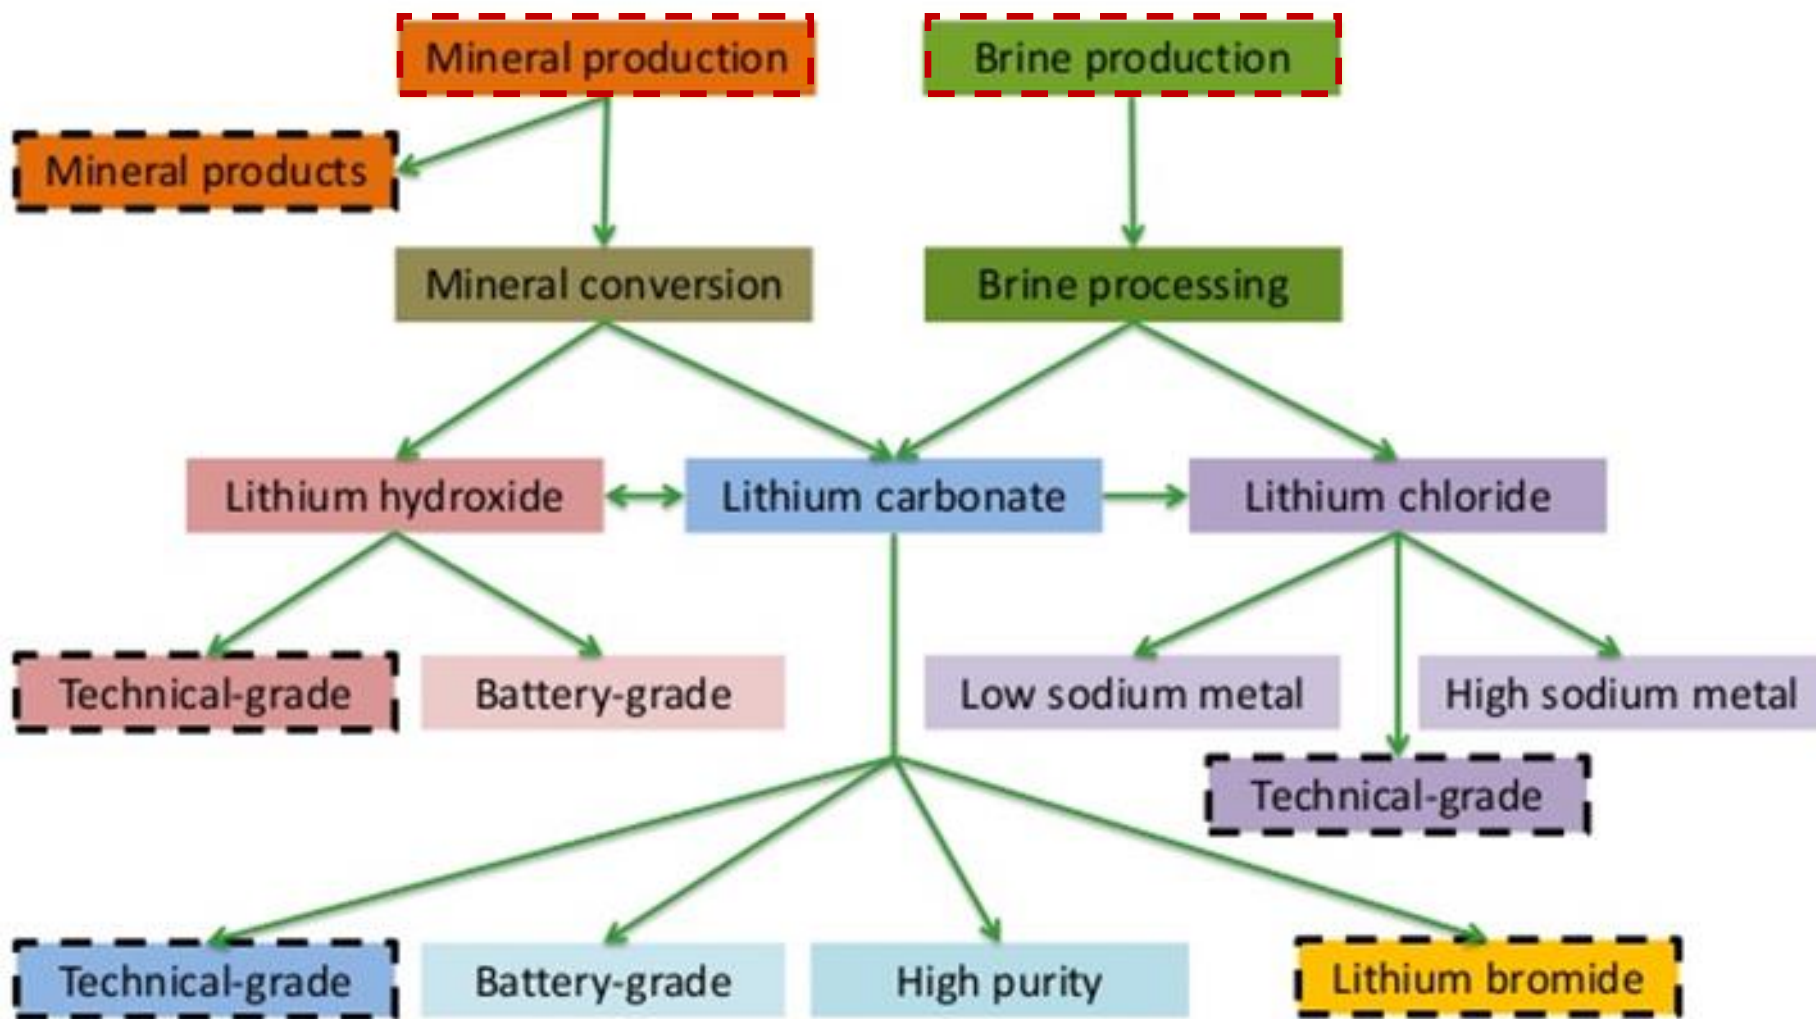 Mineral production
Brine production
Mineral products
Mineral conversion
Brine processing
Lithium hydroxide
Lithium carbonate
Lithium chloride
Technical-grade
Battery-grade
Low sodium metal
High sodium metal
Technical-grade
Technical-grade
Battery-grade
High purity
Lithium bromide